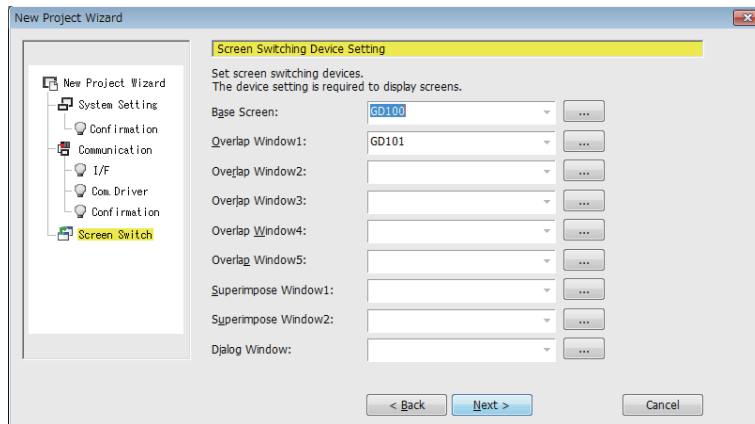 New Project Wizard
New Project Wizard
System Setting
Confirmation
Communication
I/F
Com. Driver
Confirmation
Screen Switch
Screen Switching Device Setting
Set screen switching devices.
The device setting is required to display screens.
Base Screen: GD100 ...
Overlap Window1: GD101 ...
Overlap Window2: ...
Overlap Window3: ...
Overlap Window4: ...
Overlap Window5: ...
Superimpose Window1: ...
Superimpose Window2: ...
Dialog Window: ...
< Back Next > Cancel